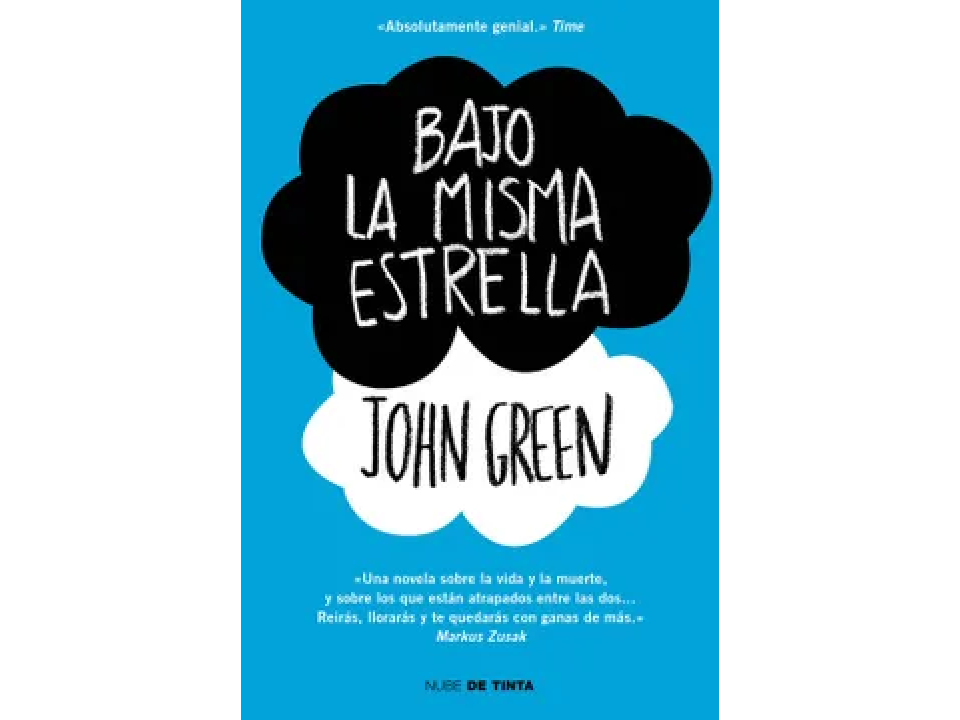 «Absolutamente genial.» Time
BAJO
LA MISMA
ESTRELLA
JOHN GREEN
«Una novela sobre la vida y la muerte,
y sobre los que están atrapados entre las dos...
Reirás, llorarás y te quedarás con ganas de más.»
Markus Zusak
NUBE DE TINTA